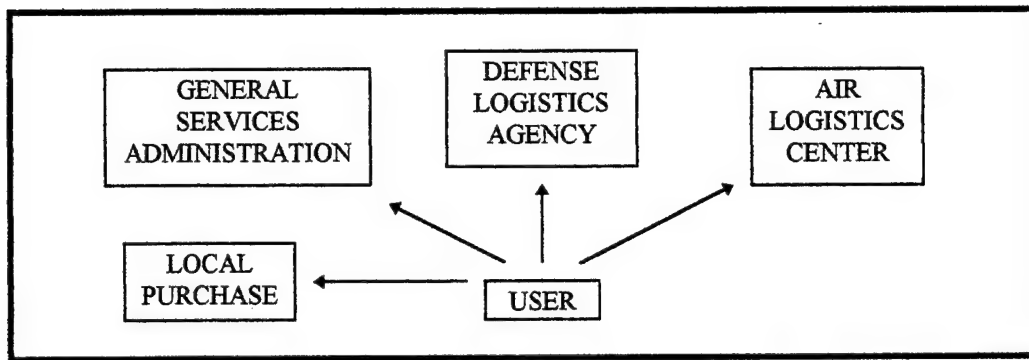 GENERAL
SERVICES
ADMINISTRATION
DEFENSE
LOGISTICS
AGENCY
AIR
LOGISTICS
CENTER
LOCAL
PURCHASE
USER